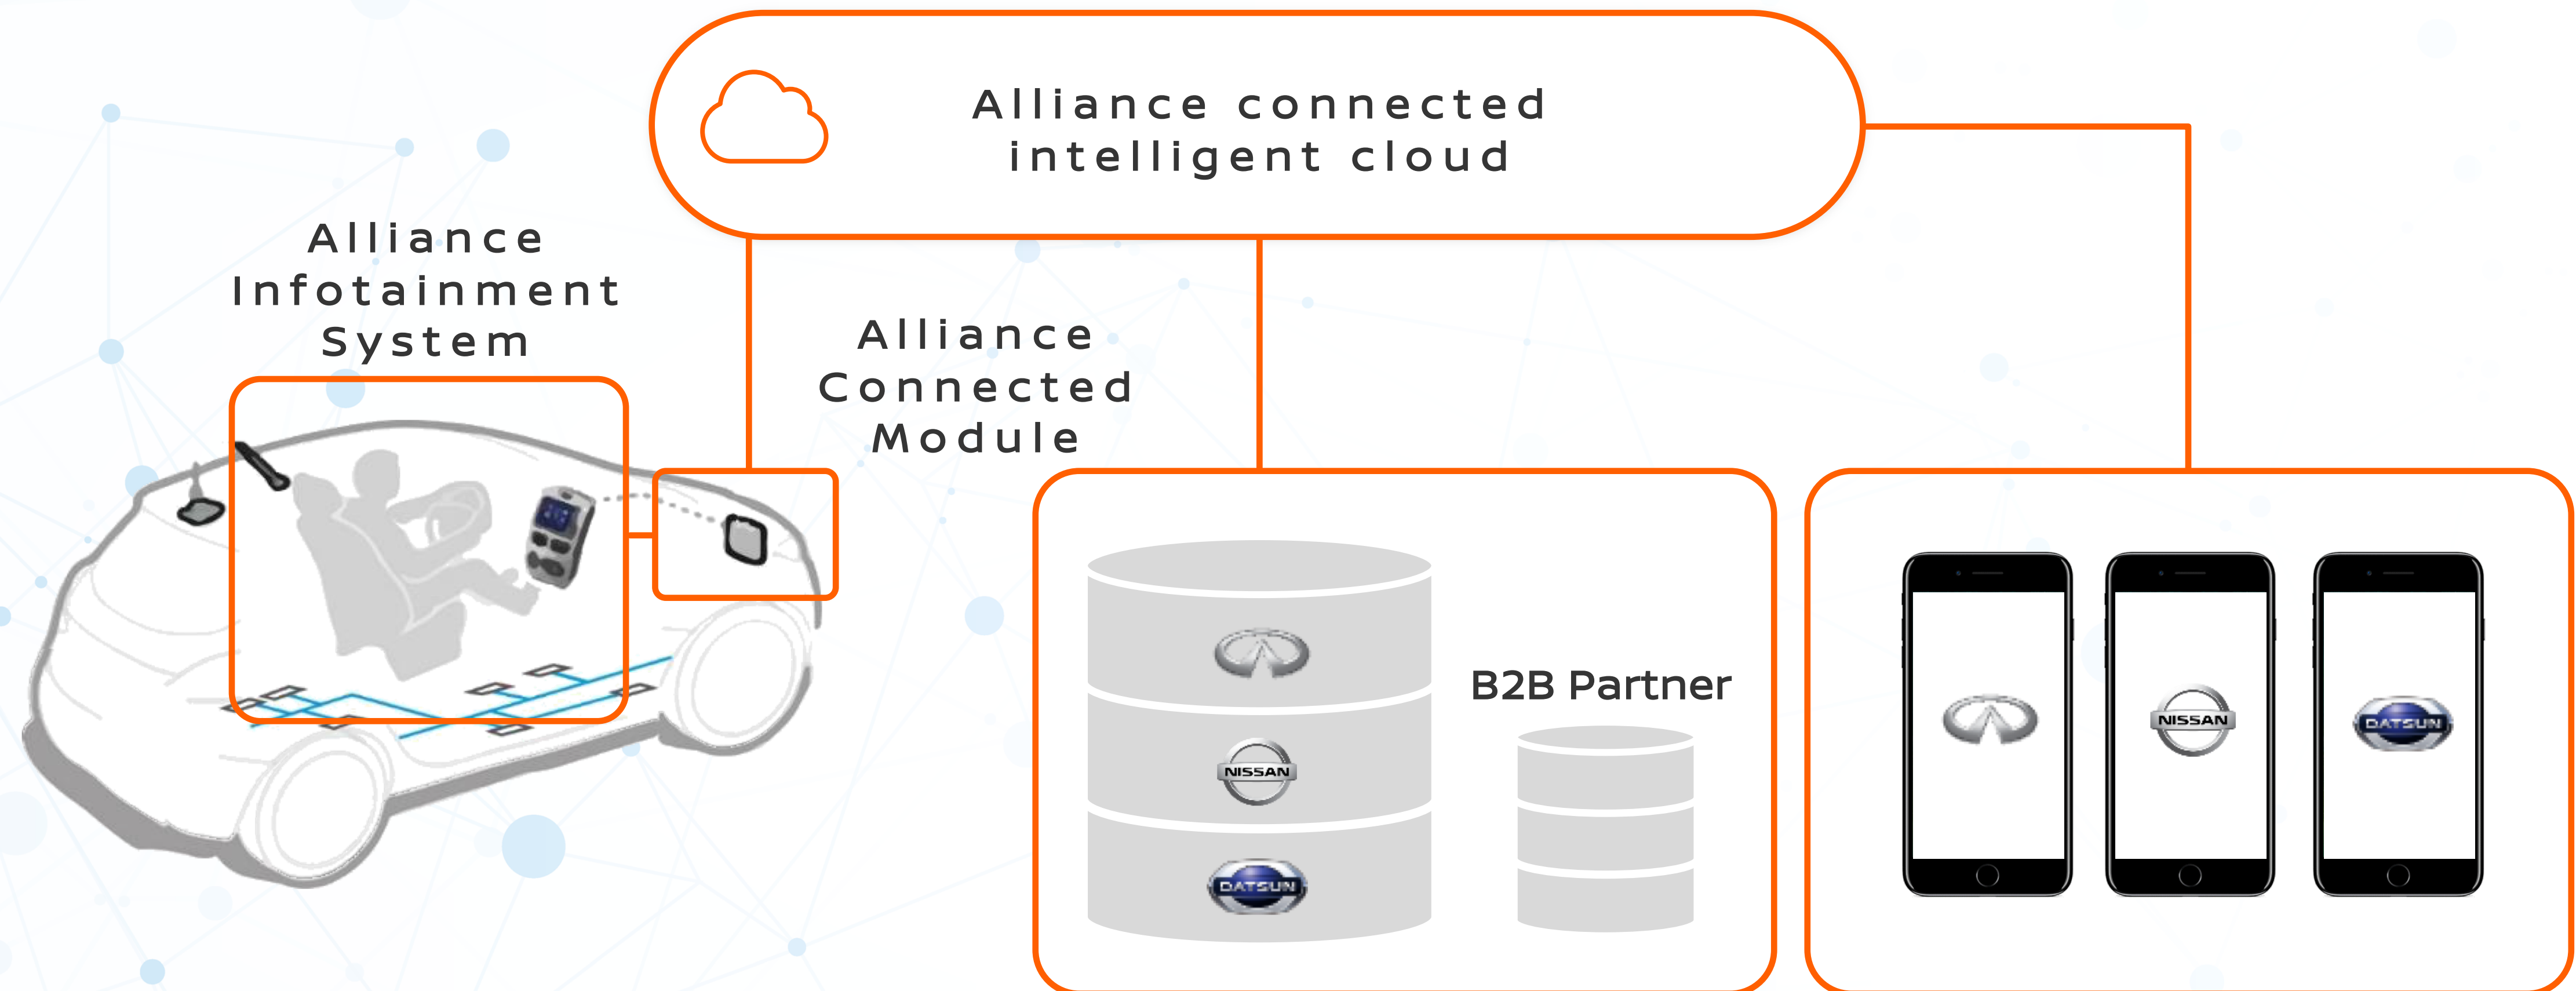 Alliance connected
intelligent cloud
Alliance
Infotainment
System
Alliance
Connected
Module
B2B Partner
NISSAN
DATSUN
NISSAN
DATSUN